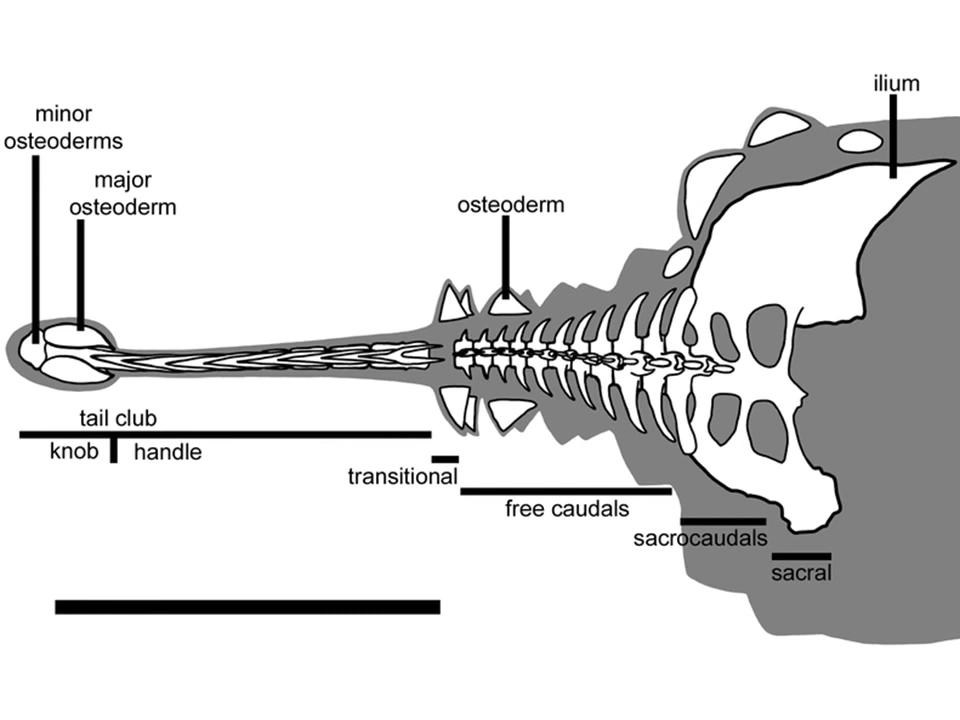 ilium
minor
osteoderms
major
osteoderm
osteoderm
tail club
knob
handle
transitional
free caudals
sacrocaudals
sacral